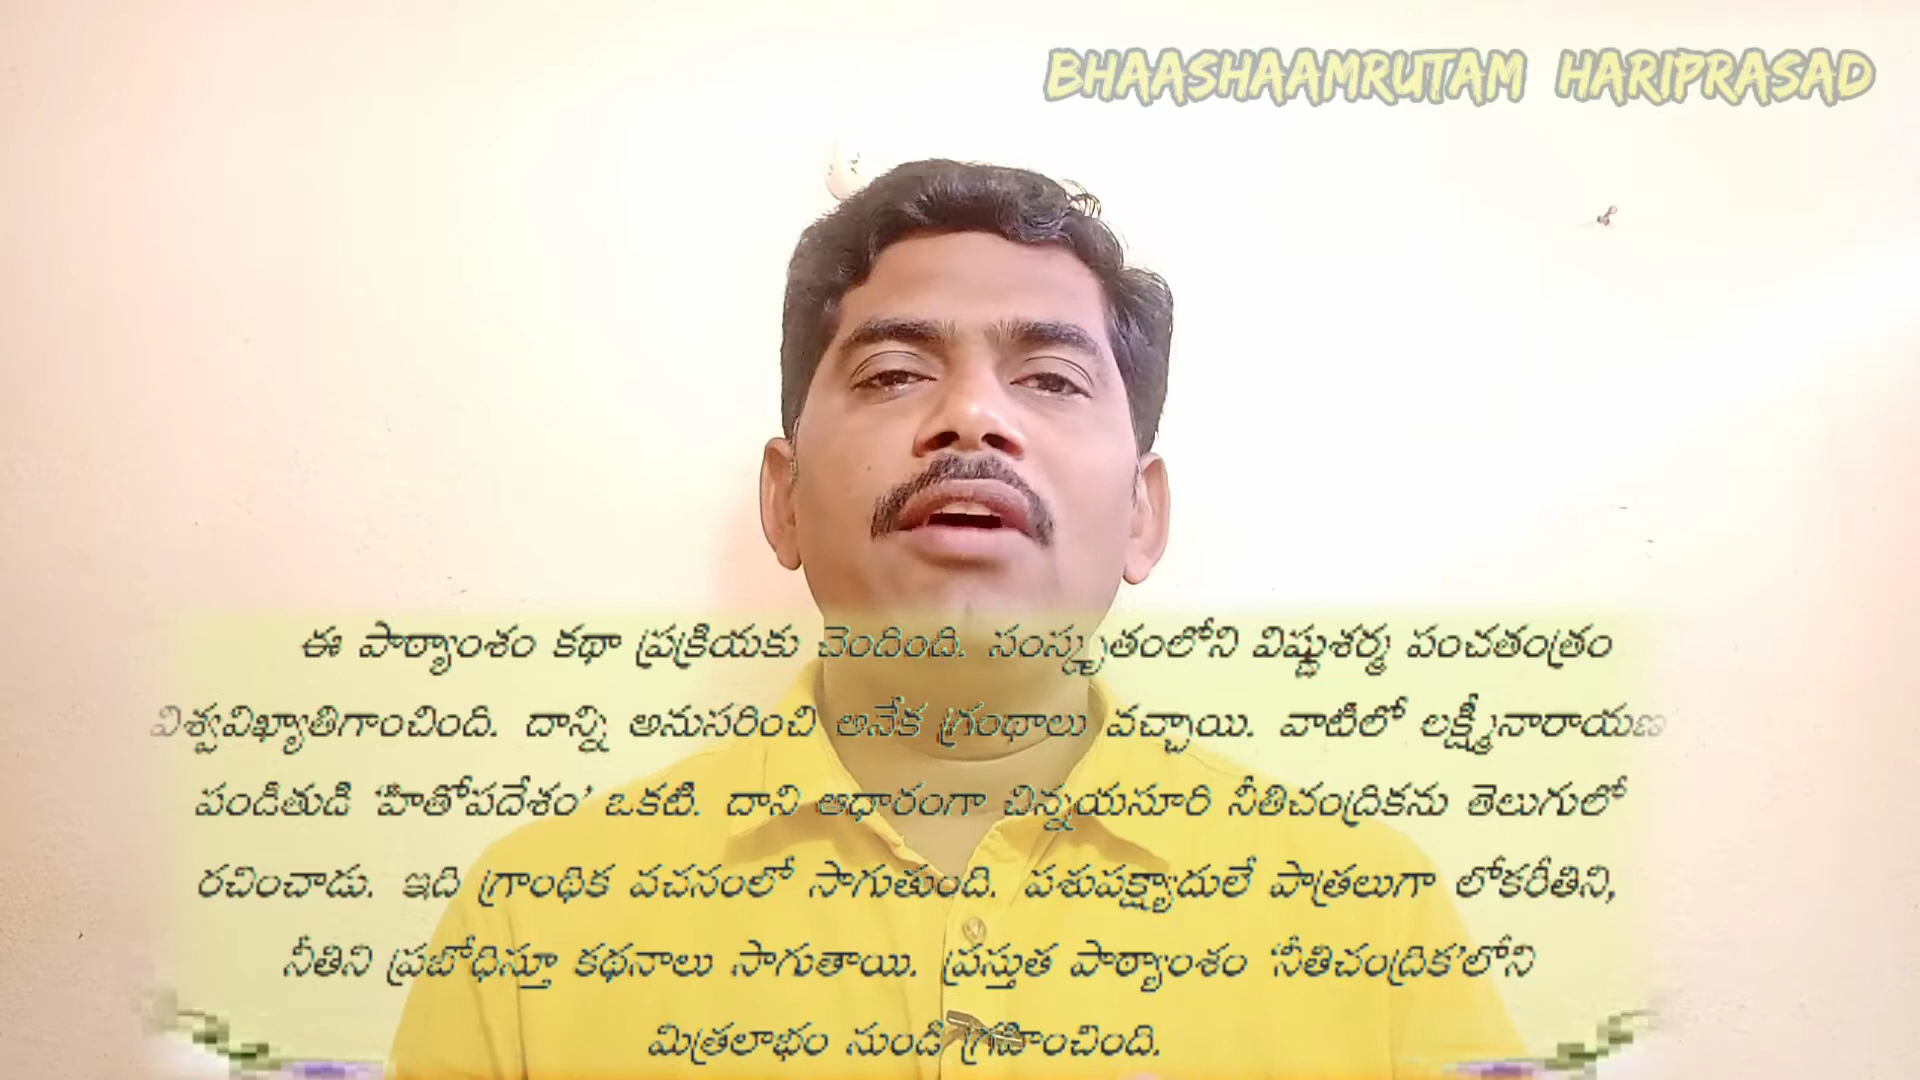 BHAASHAAMRUTAM HARIPRASAD
ఈ పాఠ్యాంశం కథా ప్రక్రియకు చెందింది. సంస్కృతంలోని విష్ణుశర్మ పంచతంత్రం
విశ్వవిఖ్యాతిగాంచింది. దాన్ని అనుసరించి అనేక గ్రంథాలు వచ్చాయి. వాటిలో లక్ష్మీనారాయణ
పండితుడి ‘హితోపదేశం’ ఒకటి. దాని ఆధారంగా చిన్నయసూరి నీతిచంద్రికను తెలుగులో
రచించాడు. ఇది గ్రాంథిక వచనంలో సాగుతుంది. పశుపక్ష్యాదులే పాత్రలుగా లోకరీతిని,
నీతిని ప్రబోధిస్తూ కథనాలు సాగుతాయి. ప్రస్తుత పాఠ్యాంశం ‘నీతిచంద్రిక’లోని
మిత్రలాభం నుండి గ్రహించింది.